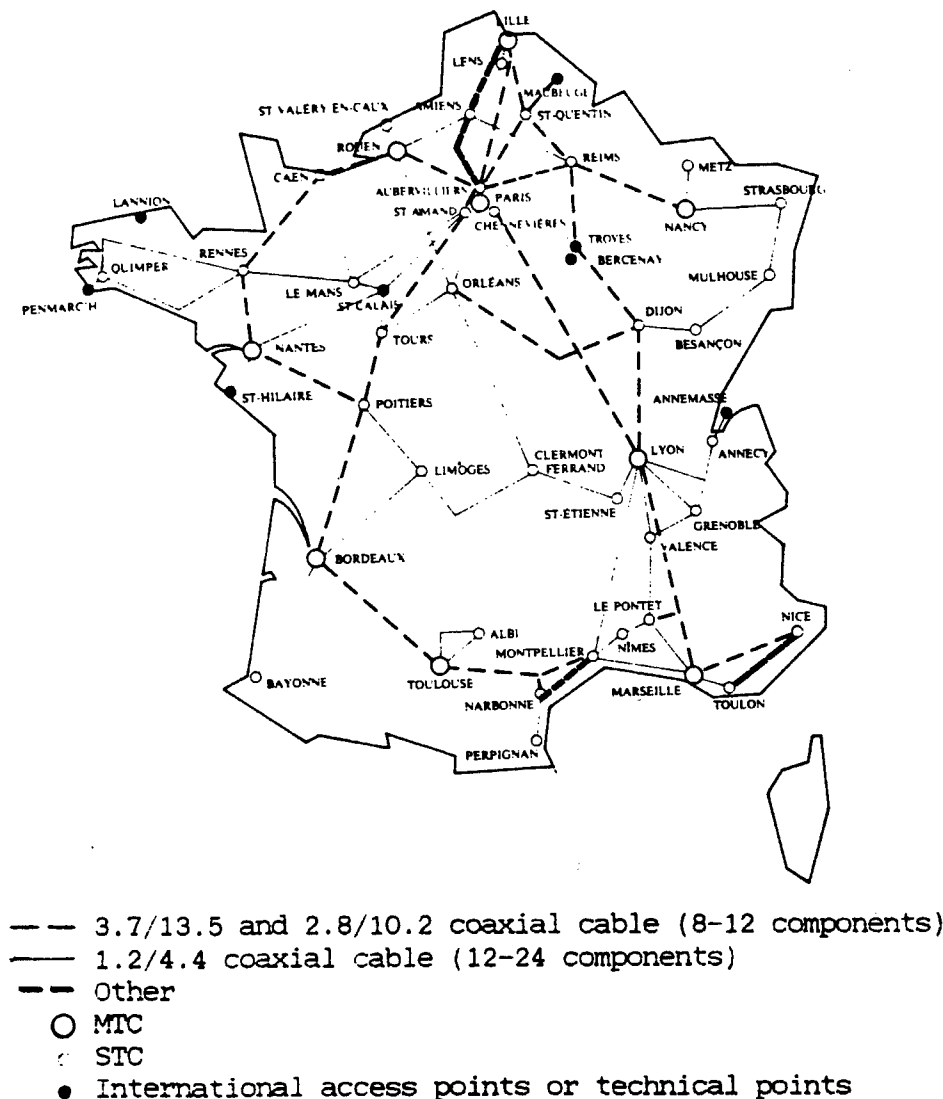 LILLE
LENS
MAUBEUGE
ST VALÉRY EN-CAUX
AMIENS
ST-QUENTIN
ROUEN
REIMS
METZ
CAEN
AUBERVILLIERS
STRASBOURG
LANNION
ST AMAND
PARIS
CHENNEVIÈRES
NANCY
RENNES
TROYES
BERCENAY
QUIMPER
LE MANS
ORLÉANS
MULHOUSE
PENMARC'H
ST CALAIS
DIJON
NANTES
TOURS
BESANÇON
ST-HILAIRE
POITIERS
ANNEMASSE
LIMOGES
CLERMONT
FERRAND
LYON
ANNECY
ST-ÉTIENNE
GRENOBLE
BORDEAUX
VALENCE
LE PONTET
NICE
ALBI
MONTPELLIER
NÎMES
BAYONNE
TOULOUSE
NARBONNE
MARSEILLE
TOULON
PERPIGNAN
3.7/13.5 and 2.8/10.2 coaxial cable (8-12 components)
1.2/4.4 coaxial cable (12-24 components)
Other
MTC
STC
International access points or technical points